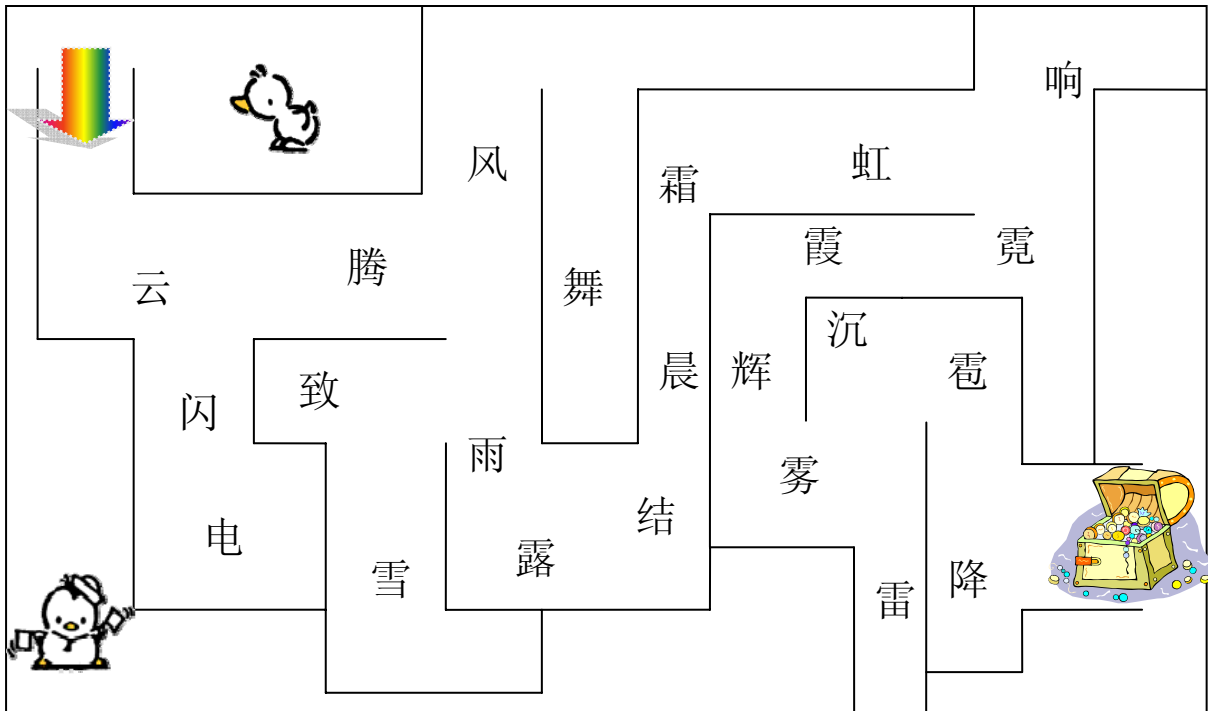 响
风
虹
霜
霞
霓
腾
云
舞
沉
晨
辉
雹
致
闪
雨
雾
结
电
露
雪
降
雷